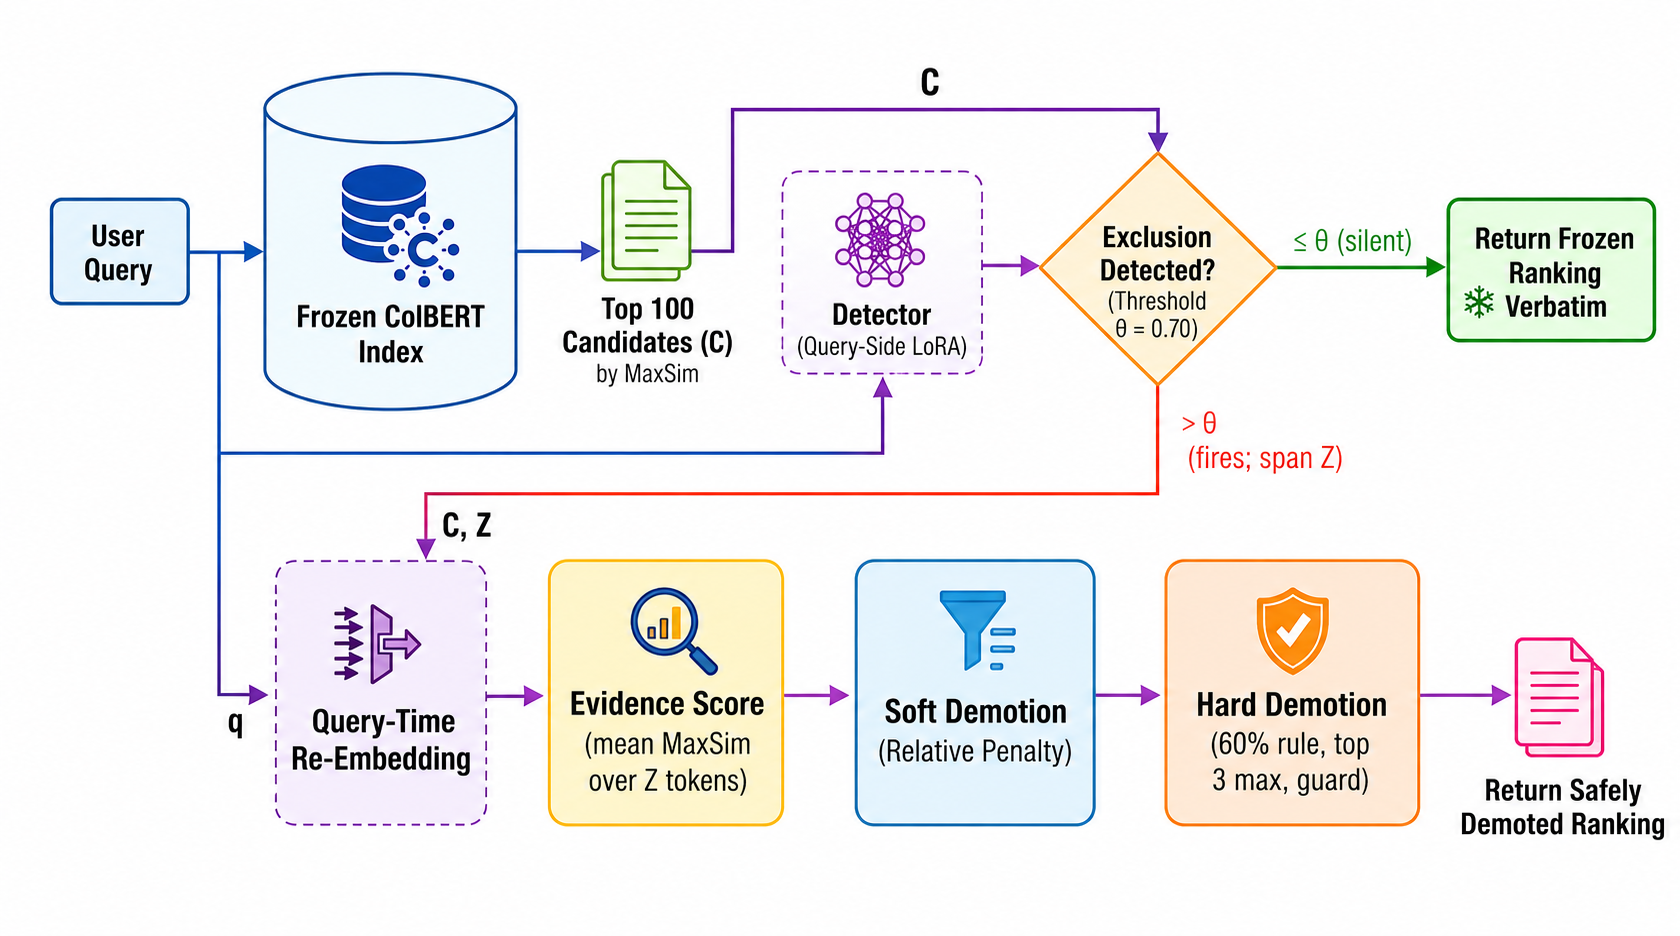 User
Query
C
Frozen ColBERT
Index
Top 100
Candidates (C)
by MaxSim
C
Detector
(Query-Side LoRA)
Exclusion
Detected?
(Threshold
θ = 0.70)
≤ θ (silent)
Return Frozen
Ranking
Verbatim
> θ
(fires; span Z)
C, Z
q
Query-Time
Re-Embedding
Evidence Score
(mean MaxSim
over Z tokens)
Soft Demotion
(Relative Penalty)
Hard Demotion
(60% rule, top
3 max, guard)
Return Safely
Demoted Ranking